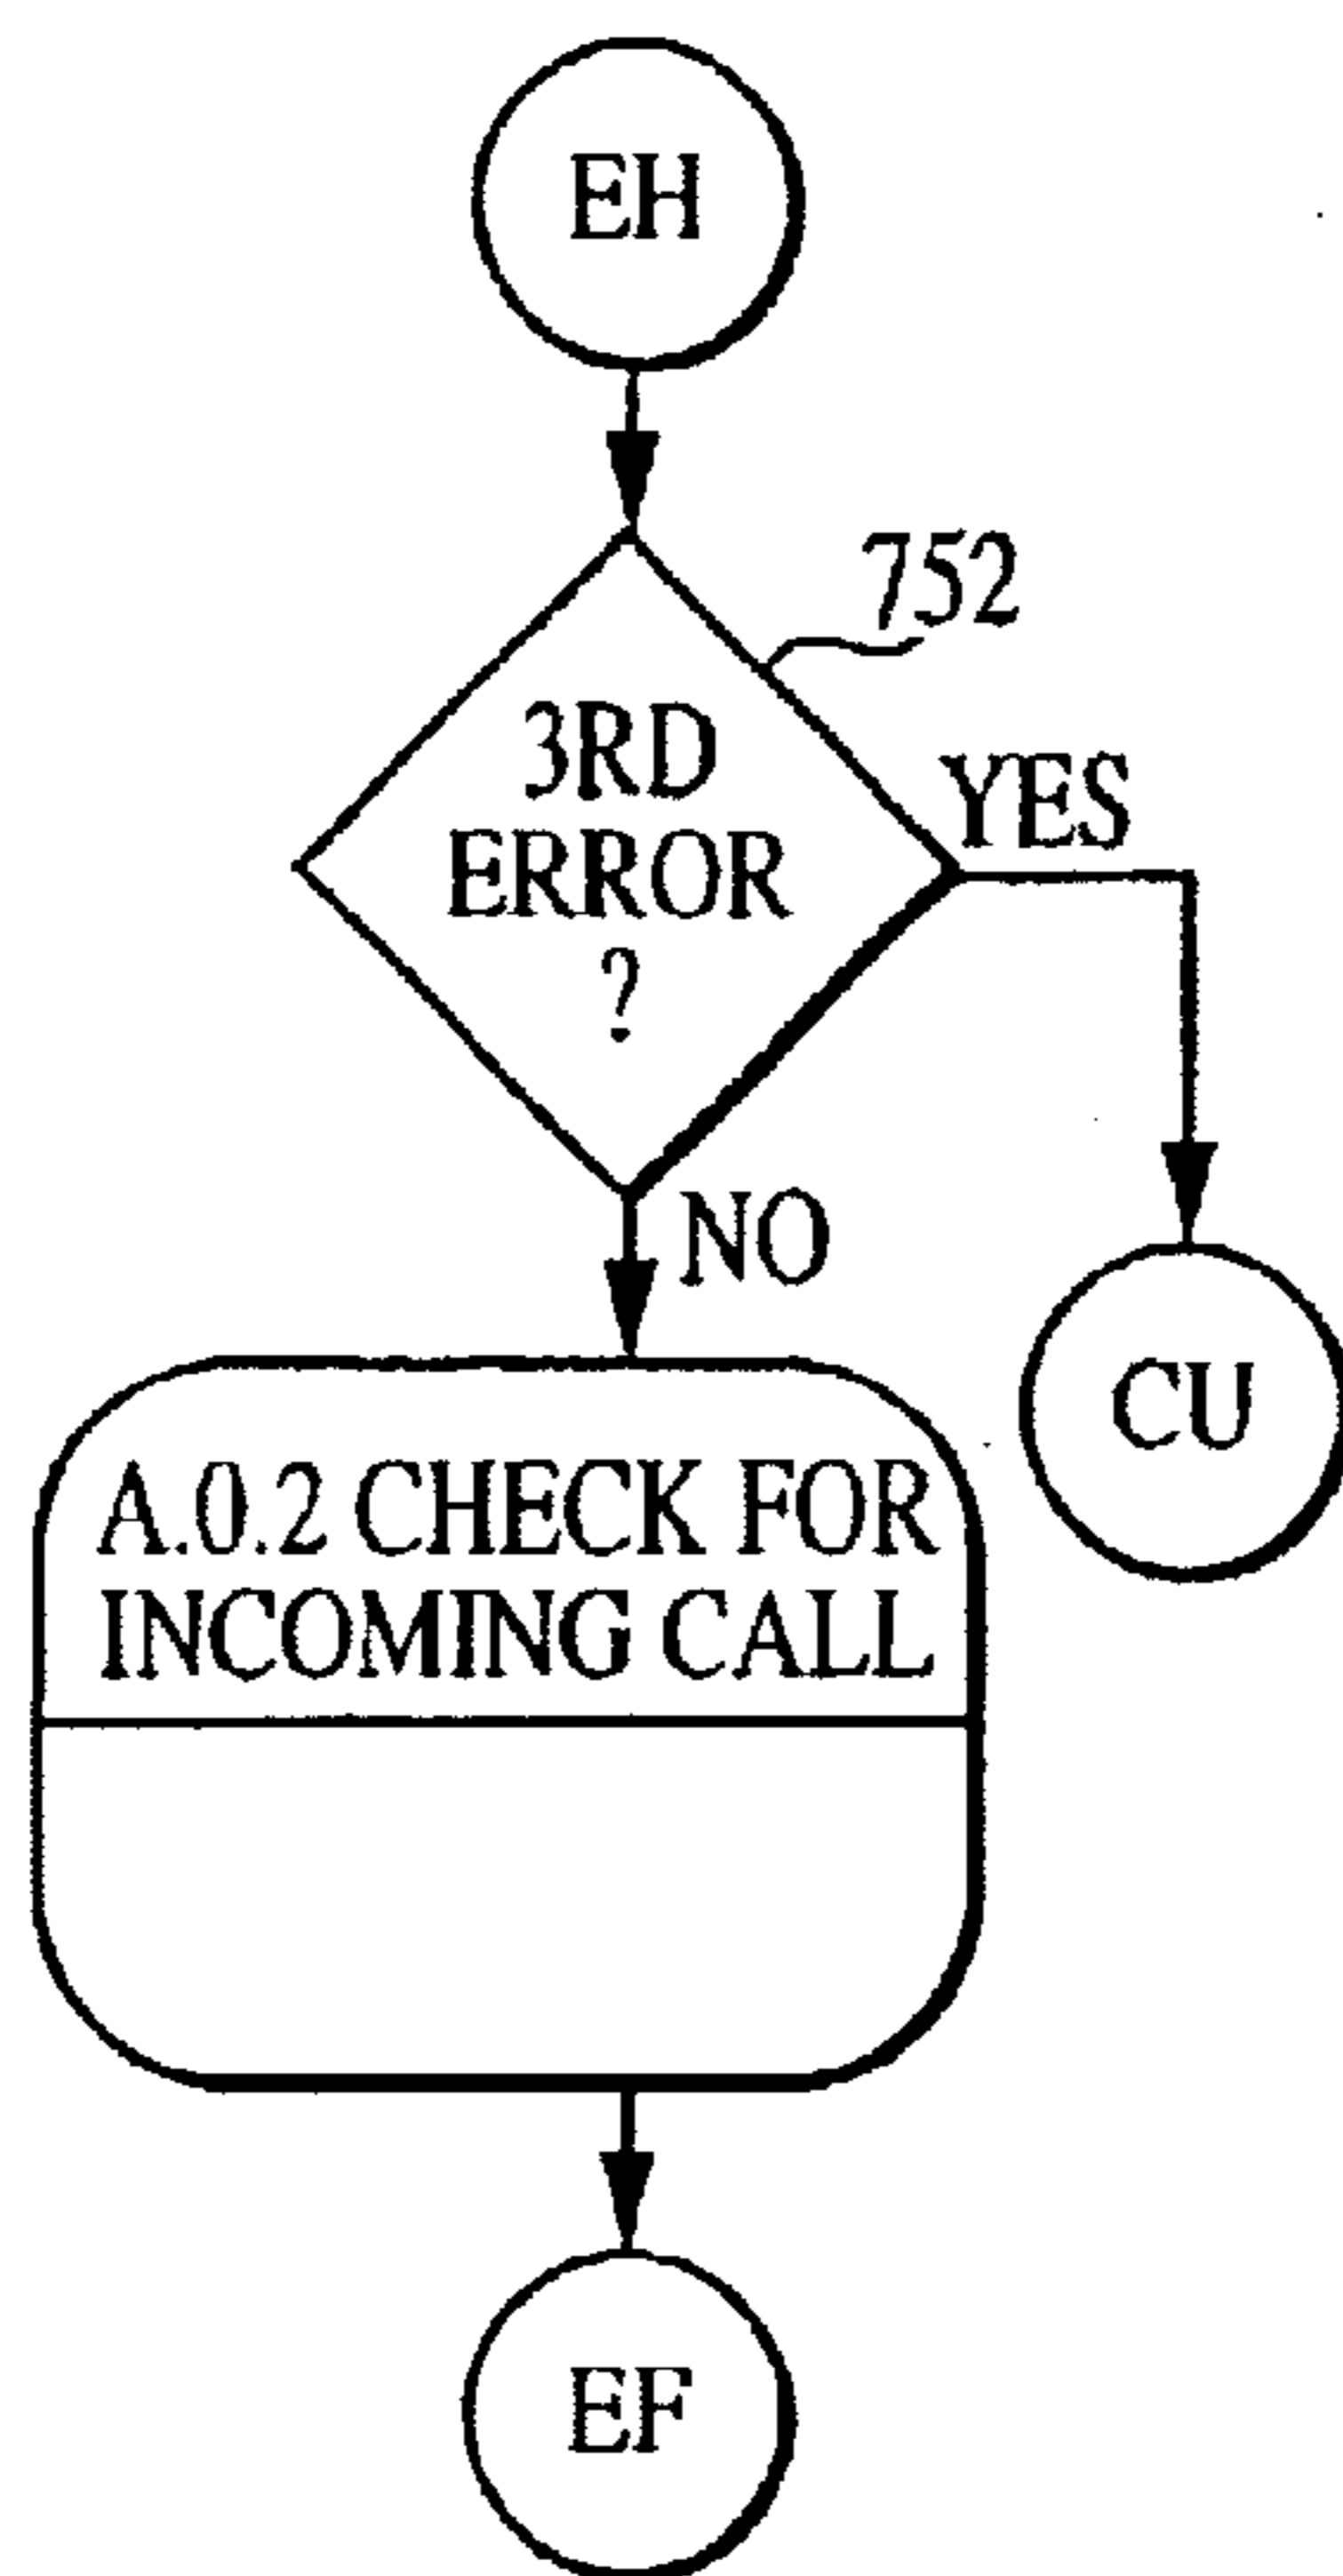 EH
752
3RD
ERROR
?
YES
NO
CU
A.0.2 CHECK FOR
INCOMING CALL
EF